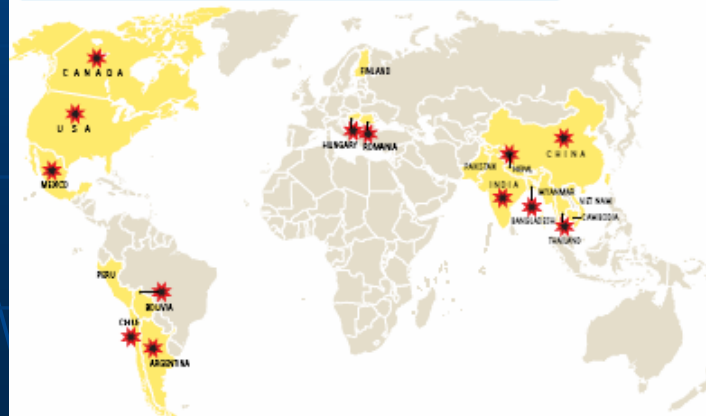 CANADA
FINLAND
USA
HUNGARY
ROMANIA
CHINA
PAKISTAN
NEPAL
MEXICO
INDIA
MYANMAR
VIET NAM
BANGLADESH
CAMBODIA
THAILAND
PERU
BOLIVIA
CHILE
ARGENTINA